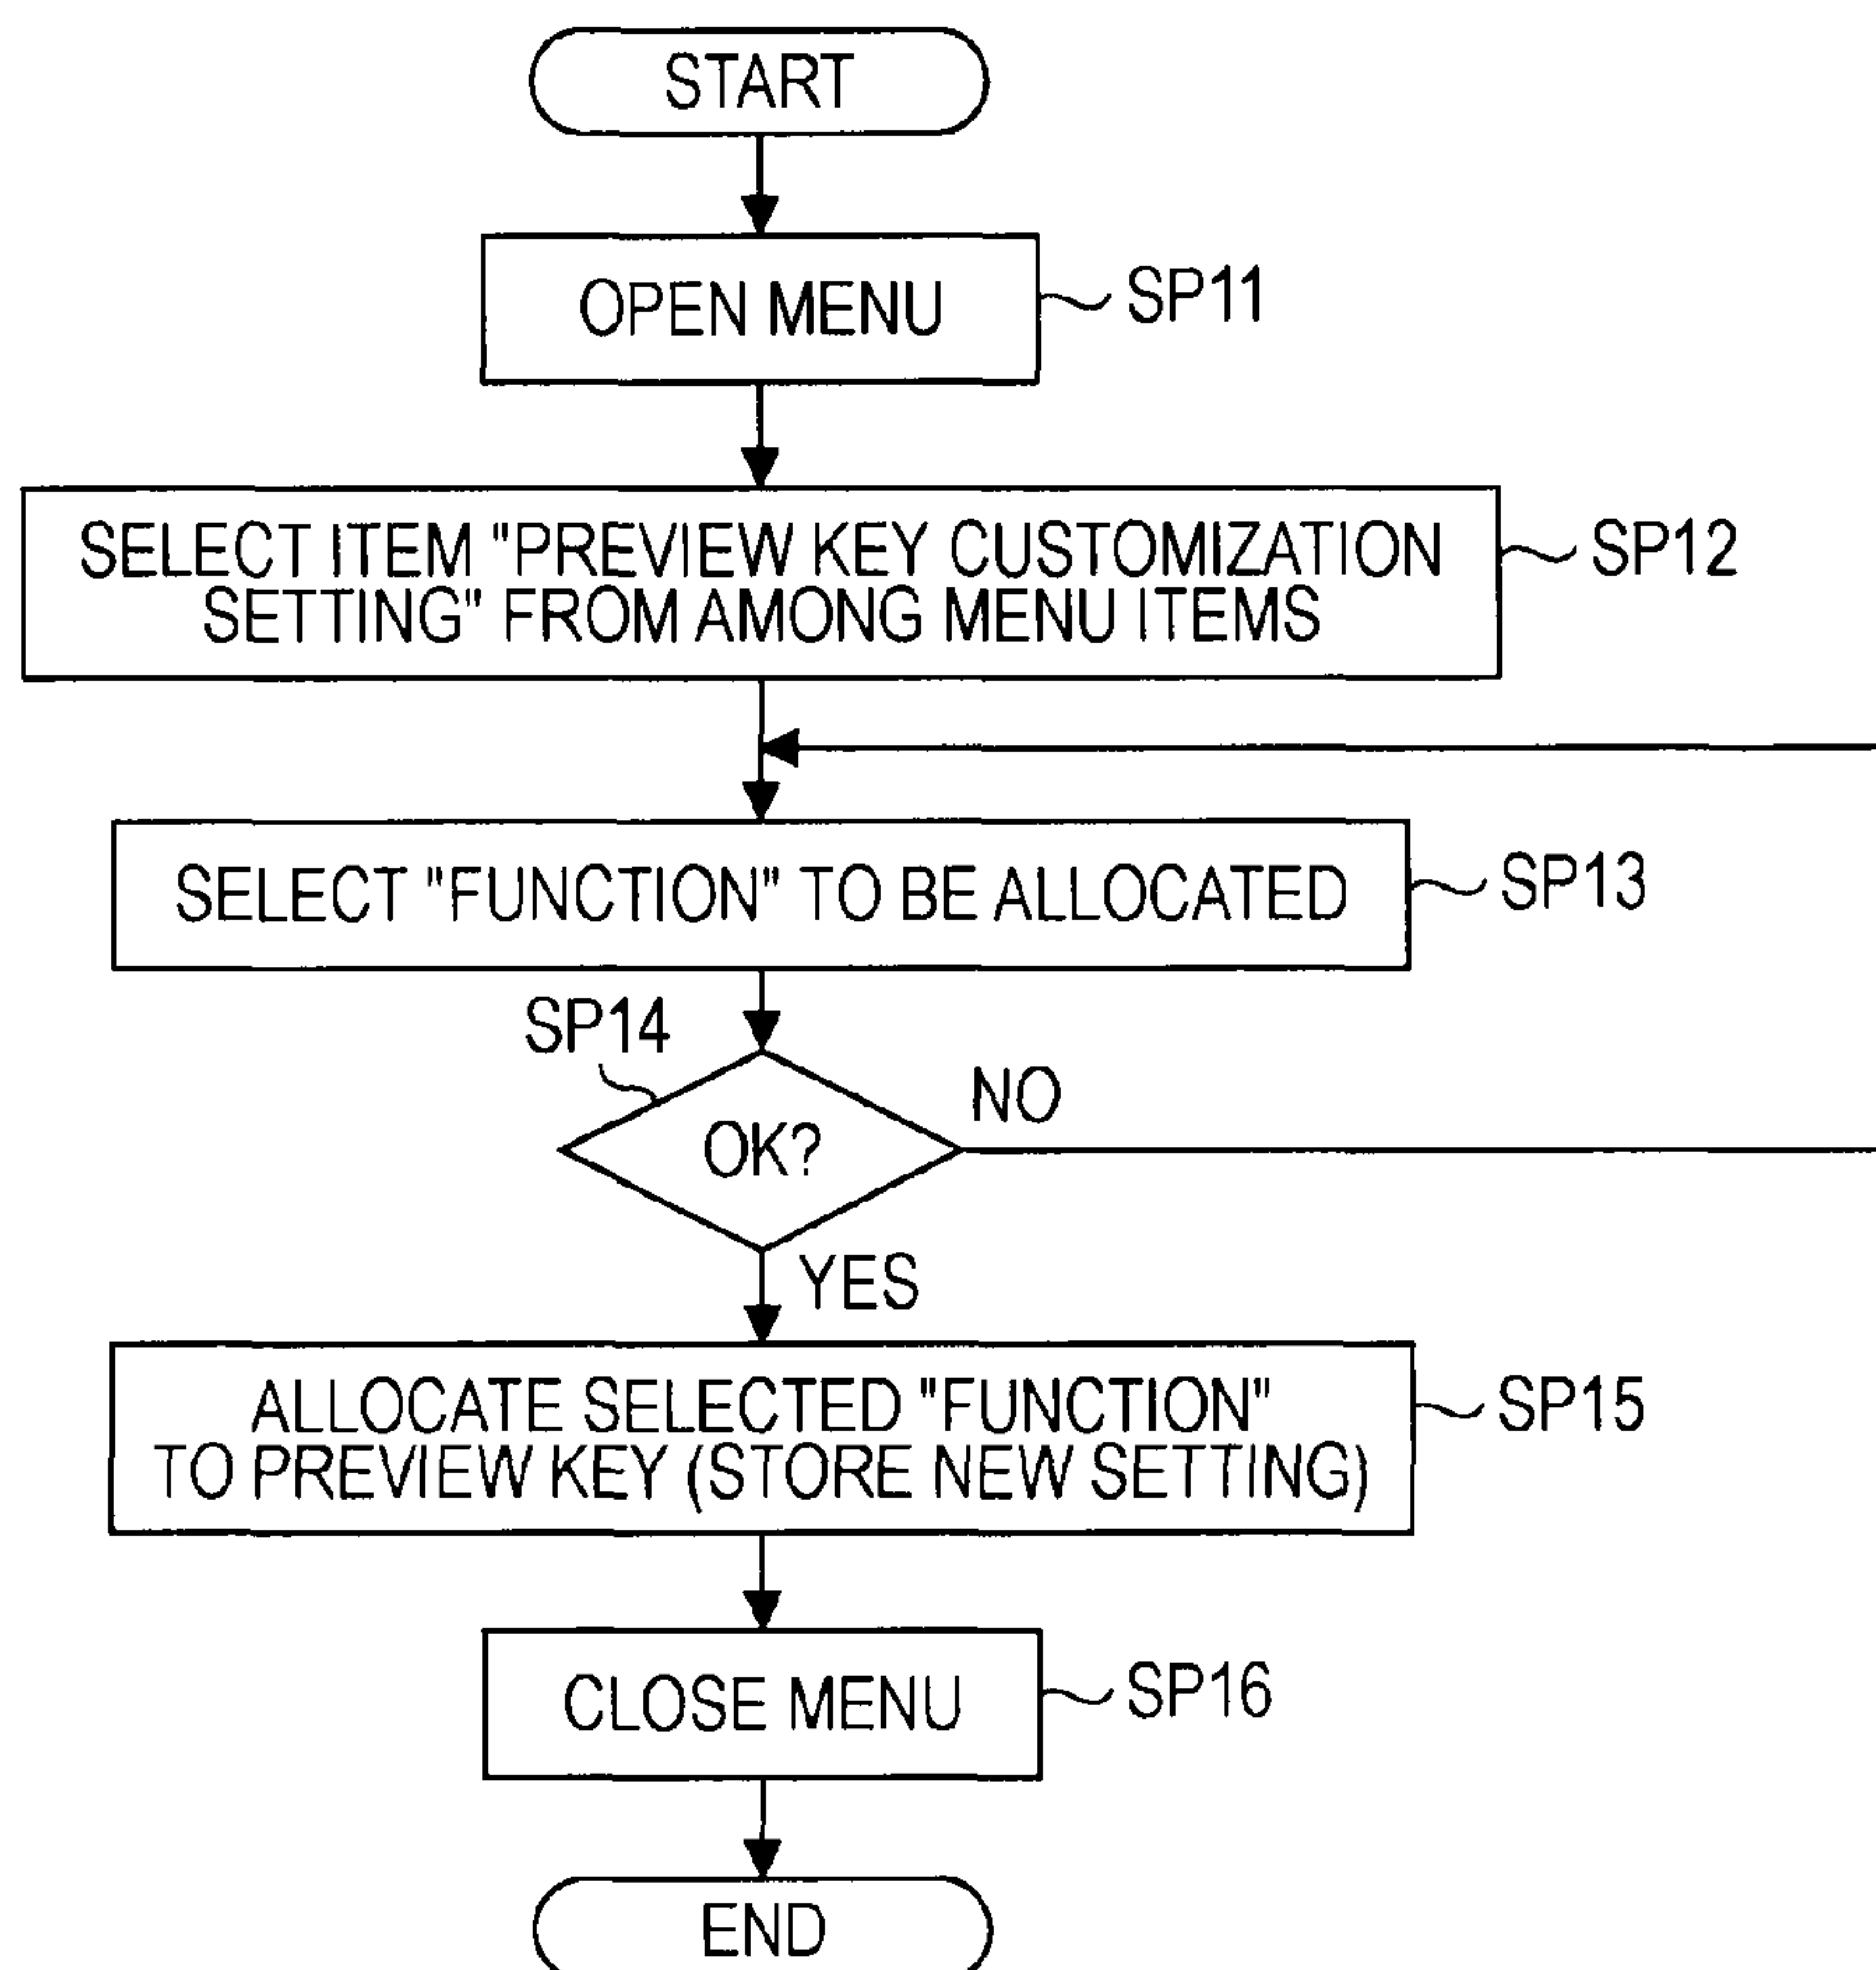 START
OPEN MENU
SP11
SELECT ITEM "PREVIEW KEY CUSTOMIZATION
SETTING" FROM AMONG MENU ITEMS
SP12
SELECT "FUNCTION" TO BE ALLOCATED
SP13
SP14
OK?
NO
YES
ALLOCATE SELECTED "FUNCTION"
TO PREVIEW KEY (STORE NEW SETTING)
SP15
CLOSE MENU
SP16
END